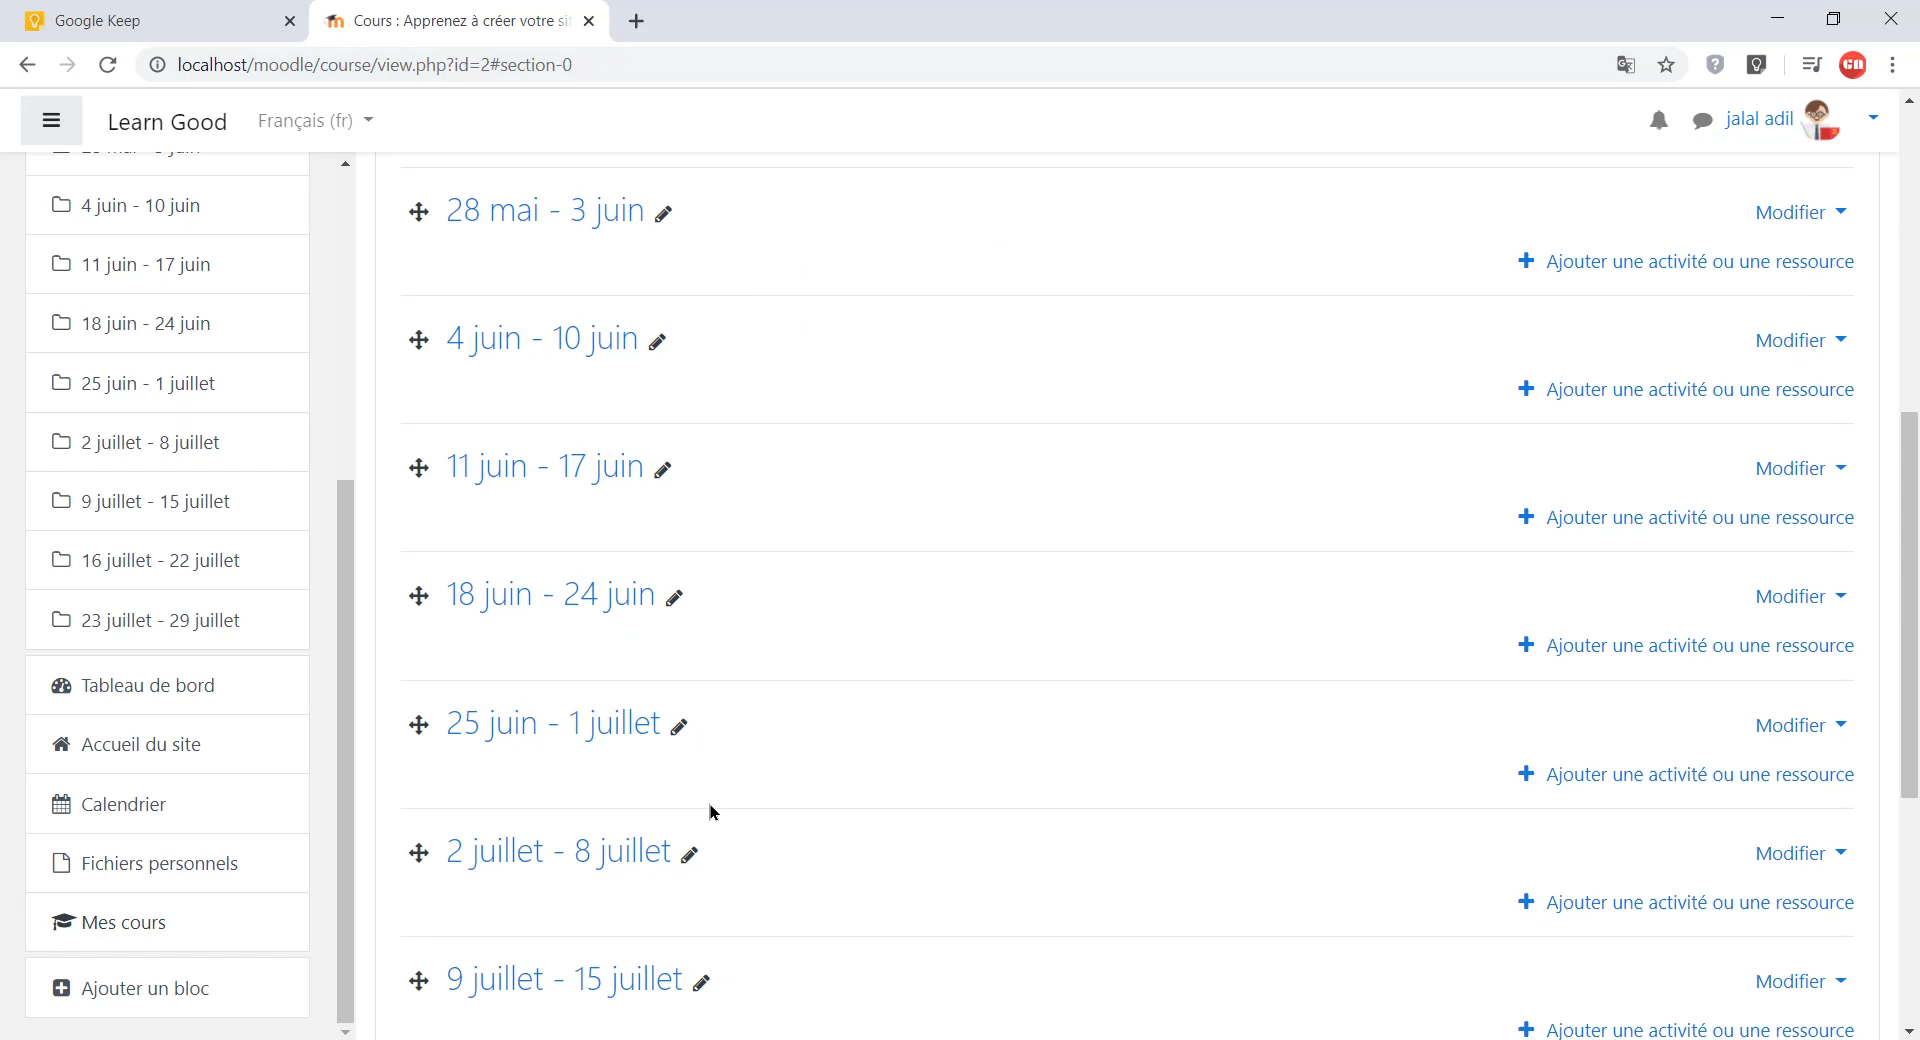 Google Keep
Cours : Apprenez à créer votre si
localhost/moodle/course/view.php?id=2#section-0
Learn Good
Français (fr)
jalal adil
4 juin - 10 juin
11 juin - 17 juin
18 juin - 24 juin
25 juin - 1 juillet
2 juillet - 8 juillet
9 juillet - 15 juillet
16 juillet - 22 juillet
23 juillet - 29 juillet
Tableau de bord
Accueil du site
Calendrier
Fichiers personnels
Mes cours
Ajouter un bloc
28 mai - 3 juin
Modifier
Ajouter une activité ou une ressource
4 juin - 10 juin
Modifier
Ajouter une activité ou une ressource
11 juin - 17 juin
Modifier
Ajouter une activité ou une ressource
18 juin - 24 juin
Modifier
Ajouter une activité ou une ressource
25 juin - 1 juillet
Modifier
Ajouter une activité ou une ressource
2 juillet - 8 juillet
Modifier
Ajouter une activité ou une ressource
9 juillet - 15 juillet
Modifier
Ajouter une activité ou une ressource